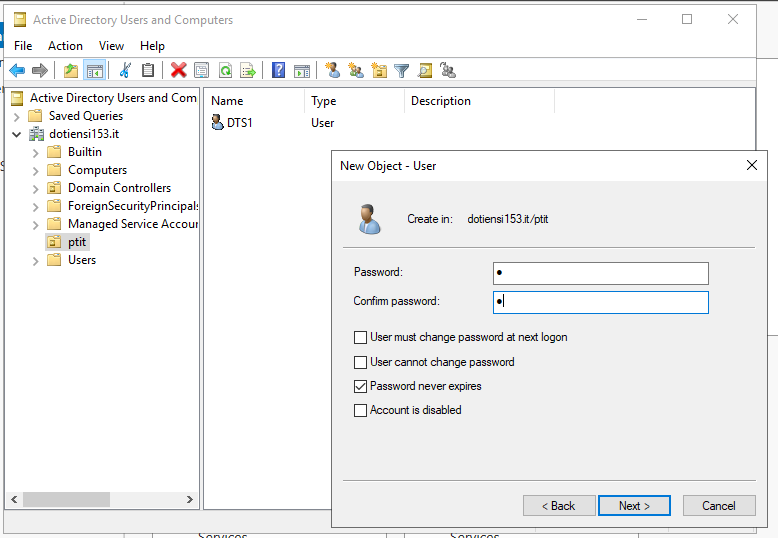 Active Directory Users and Computers
File Action View Help
Active Directory Users and Com
Saved Queries
dotiensi153.it
Builtin
Computers
Domain Controllers
ForeignSecurityPrincipals
Managed Service Accour
ptit
Users
Name Type Description
DTS1 User
New Object - User
Create in: dotiensi153.it/ptit
Password:
Confirm password:
User must change password at next logon
User cannot change password
Password never expires
Account is disabled
< Back Next > Cancel
Services Services